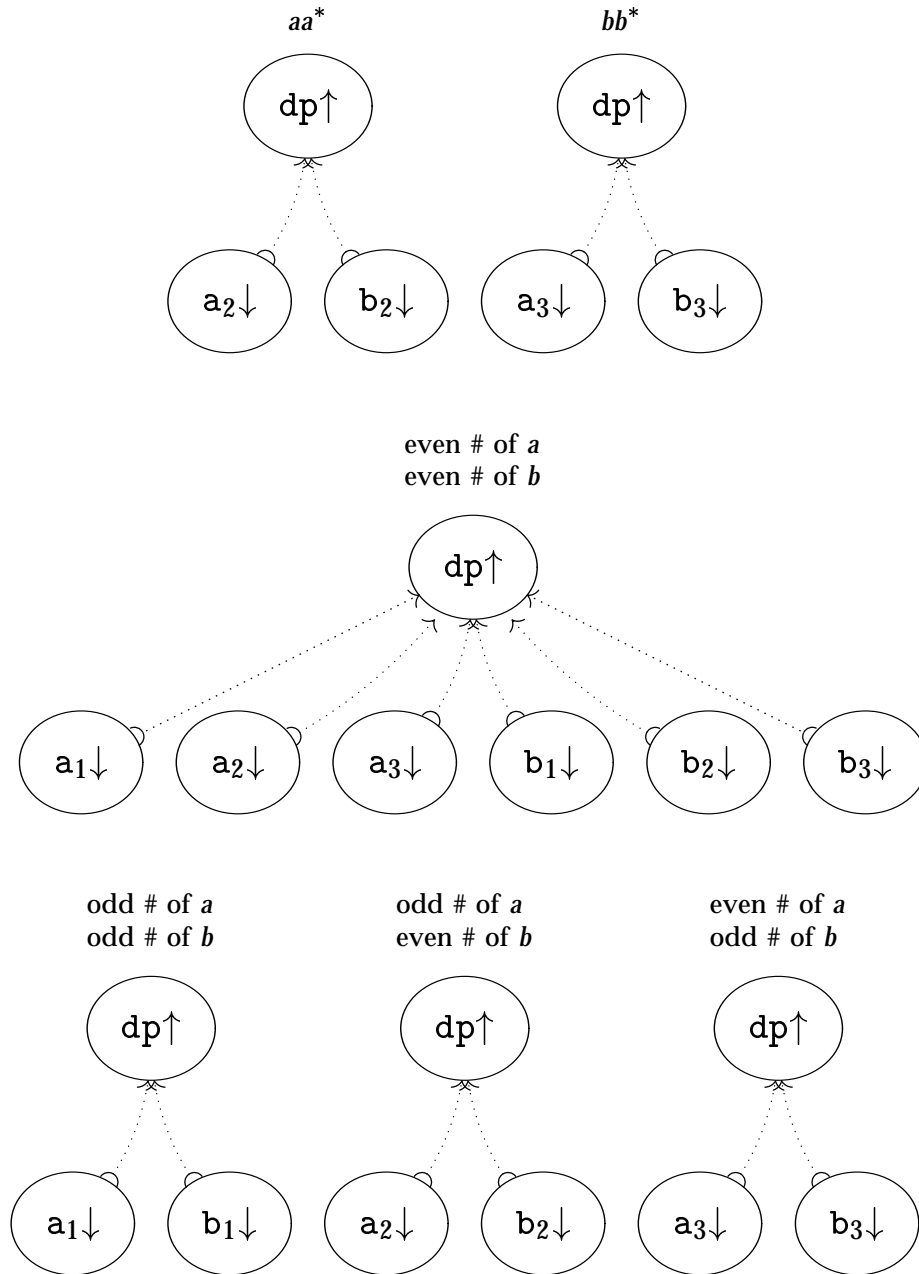 aa* bb*
dp↑ dp↑
a₂↓ b₂↓ a₃↓ b₃↓
even # of a
even # of b
dp↑
a₁↓ a₂↓ a₃↓ b₁↓ b₂↓ b₃↓
odd # of a odd # of a even # of a
odd # of b even # of b odd # of b
dp↑ dp↑ dp↑
a₁↓ b₁↓ a₂↓ b₂↓ a₃↓ b₃↓